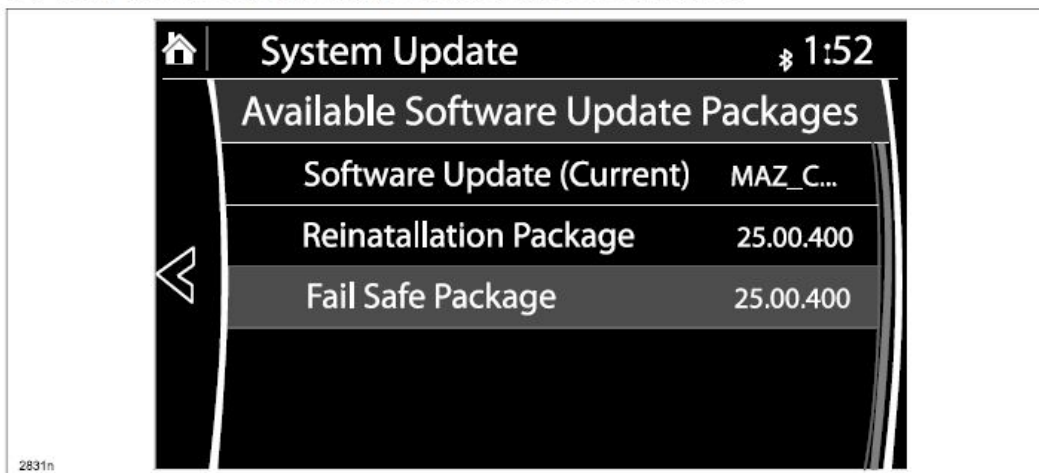 System Update 1:52
Available Software Update Packages
Software Update (Current) MAZ_C...
Reinatallation Package 25.00.400
Fail Safe Package 25.00.400
2831n